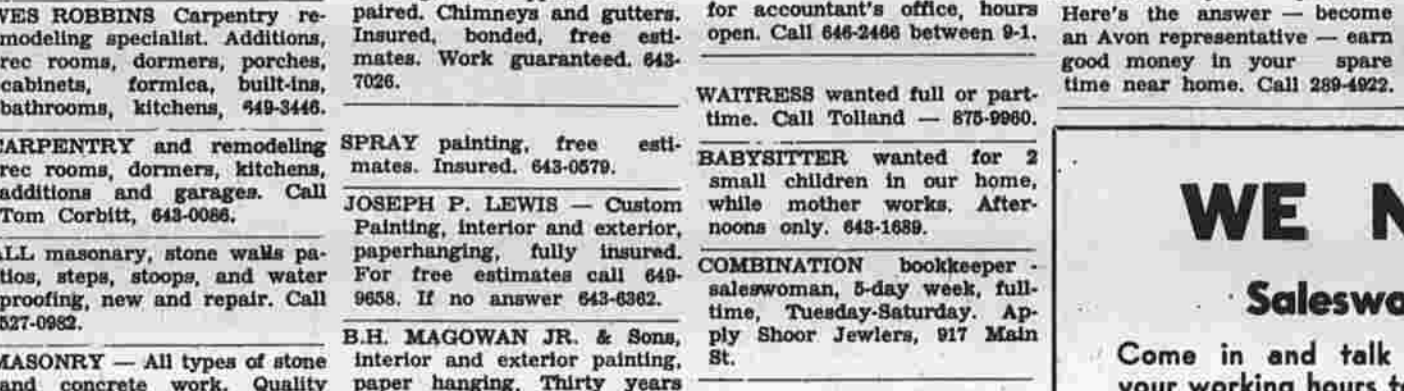 VES ROBBINS Carpentry re-
modeling specialist. Additions,
rec rooms, dormers, porches,
cabinets, formica, built-ins,
bathrooms, kitchens, 649-3446.
CARPENTRY and remodeling
rec rooms, dormers, kitchens,
additions and garages. Call
Tom Corbitt, 643-0086.
ALL masonary, stone walls pa-
tios, steps, stoops, and water
proofing, new and repair. Call
527-0982.
MASONRY — All types of stone
and concrete work. Quality
paired. Chimneys and gutters.
Insured, bonded, free esti-
mates. Work guaranteed. 643-
7026.
SPRAY painting, free esti-
mates. Insured. 643-0579.
JOSEPH P. LEWIS — Custom
Painting, interior and exterior,
paperhanging, fully insured.
For free estimates call 649-
9658. If no answer 643-6362.
B.H. MAGOWAN JR. & Sons,
interior and exterior painting,
paper hanging. Thirty years
for accountant's office, hours
open. Call 646-2466 between 9-1.
WAITRESS wanted full or part-
time. Call Tolland — 875-9960.
BABYSITTER wanted for 2
small children in our home,
while mother works. After-
noons only. 643-1689.
COMBINATION bookkeeper -
saleswoman, 5-day week, full-
time, Tuesday-Saturday. Ap-
ply Shoor Jewlers, 917 Main
St.
Here's the answer — become
an Avon representative — earn
good money in your spare
time near home. Call 289-4922.
WE N
Saleswo
Come in and talk
your working hours to